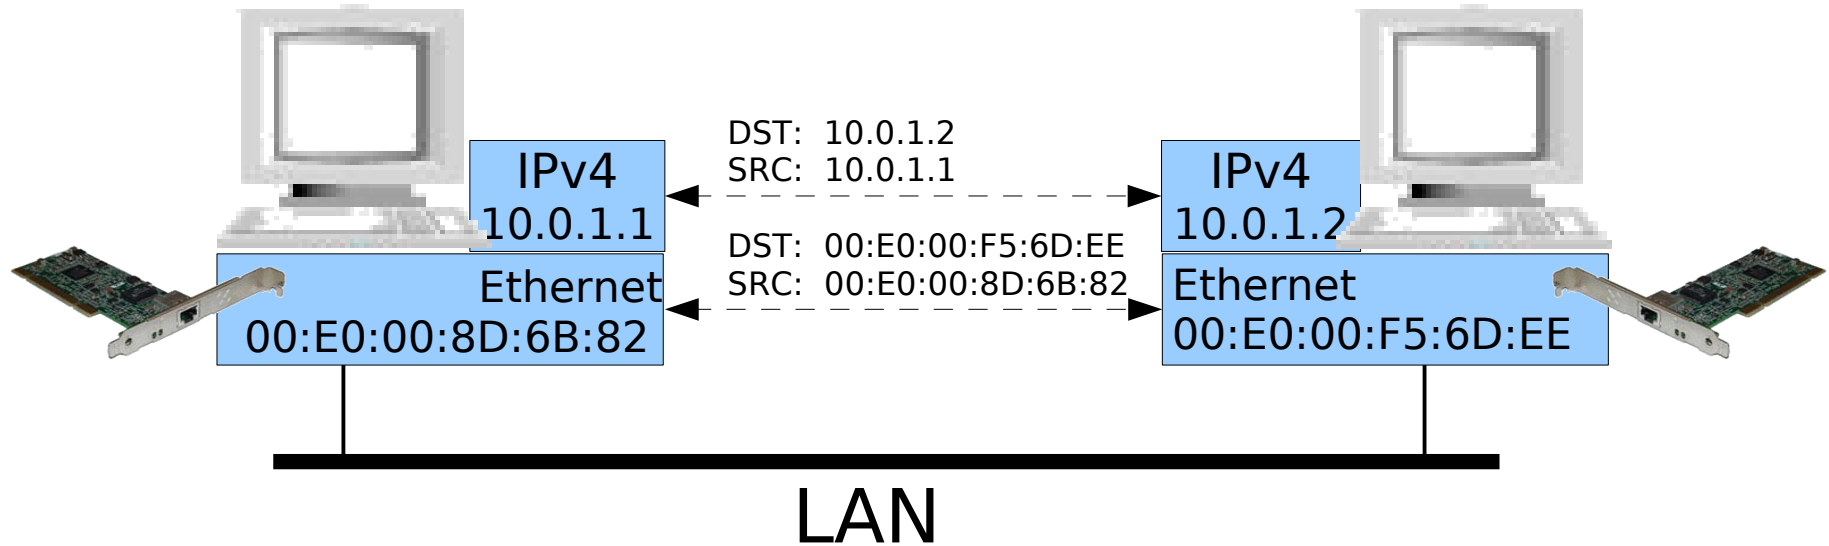 IPv4
10.0.1.1
Ethernet
00:E0:00:8D:6B:82
DST: 10.0.1.2
SRC: 10.0.1.1
DST: 00:E0:00:F5:6D:EE
SRC: 00:E0:00:8D:6B:82
IPv4
10.0.1.2
Ethernet
00:E0:00:F5:6D:EE
LAN